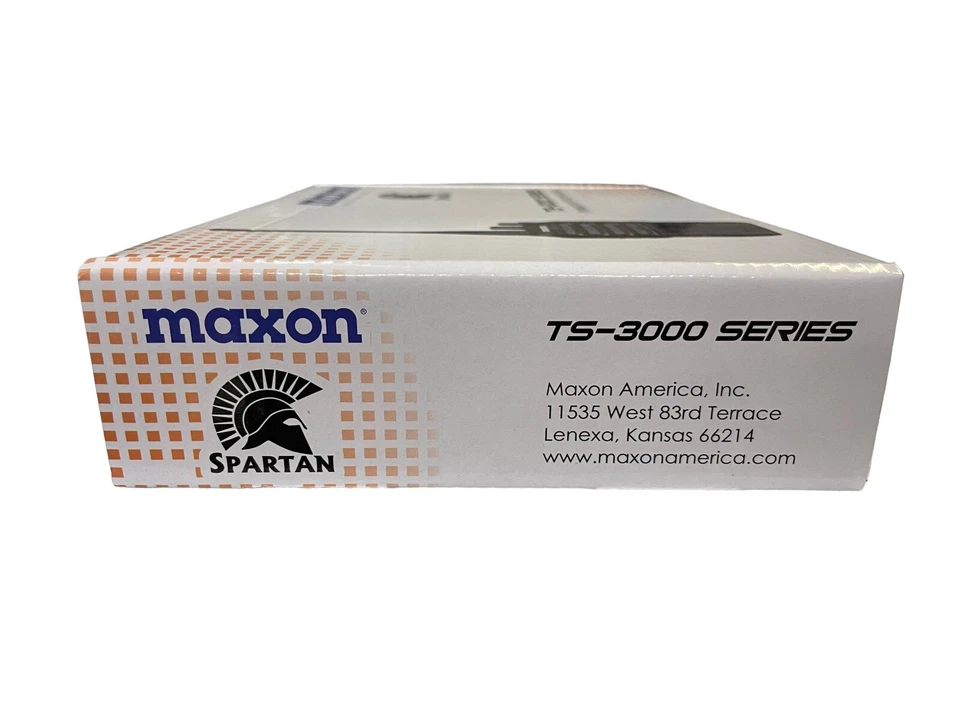 maxon®
SPARTAN
TS-3000 SERIES
Maxon America, Inc.
11535 West 83rd Terrace
Lenexa, Kansas 66214
www.maxonamerica.com